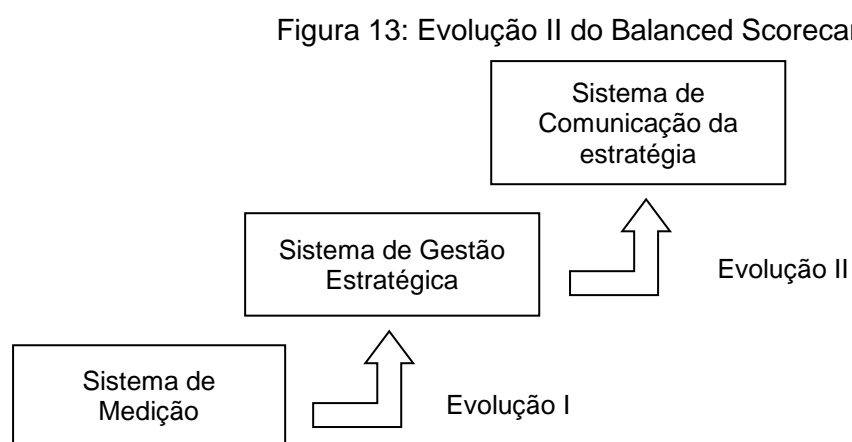 Figura 13: Evolução II do Balanced
Sistema de
Comunicação da
estratégia
Sistema de Gestão
Estratégica
Evolução II
Sistema de
Medição
Evolução I